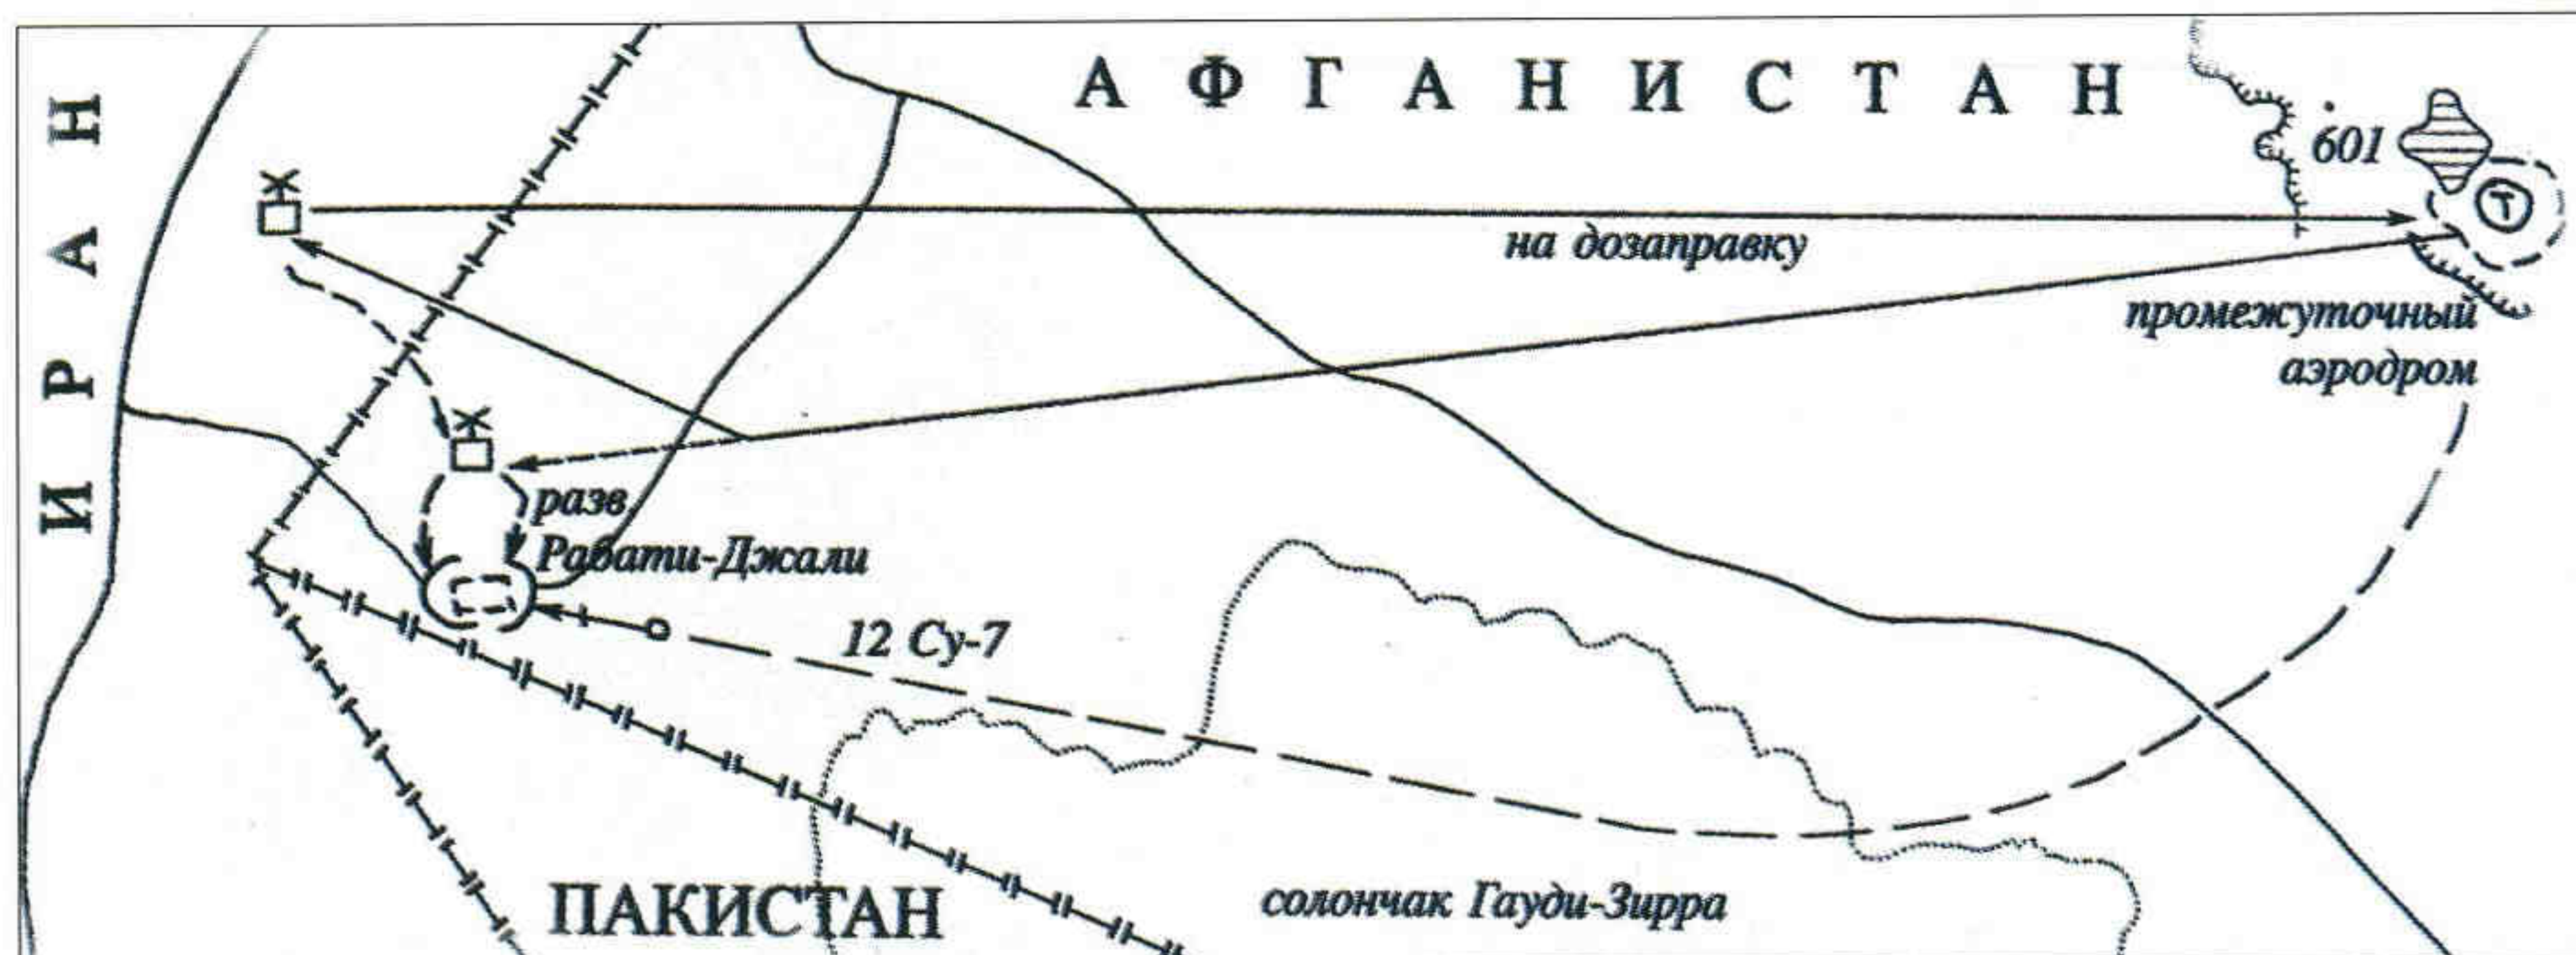 АФГАНИСТАН
ИРАН
601
на дозаправку
промежуточный
аэродром
разв.
Рабати-Джали
12 Су-7
ПАКИСТАН
солончак Гауди-Зирра
Т